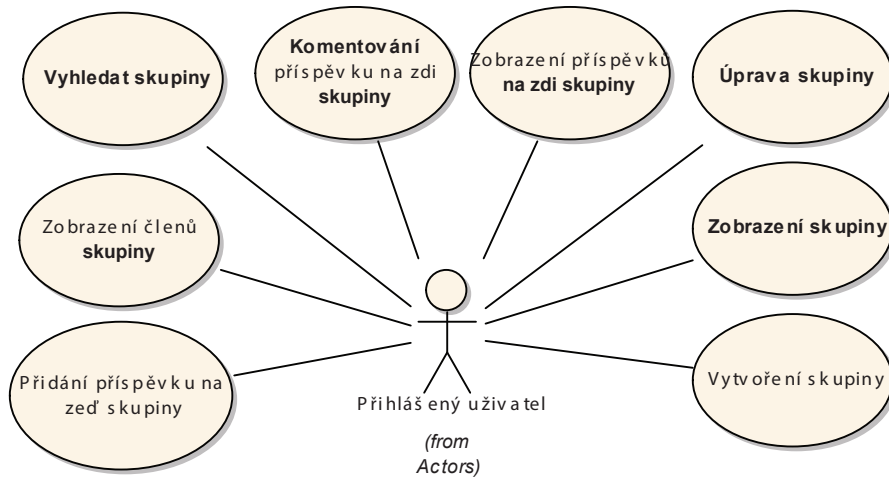 Vyhledat skupiny
Komentování
příspěvku na zdi
skupiny
Zobrazení příspěvků
na zdi skupiny
Úprava skupiny
Zobrazení členů
skupiny
Zobrazení skupiny
Přidání příspěvku na
zeď skupiny
Vytvoření skupiny
Přihlášený uživatel
(from
Actors)